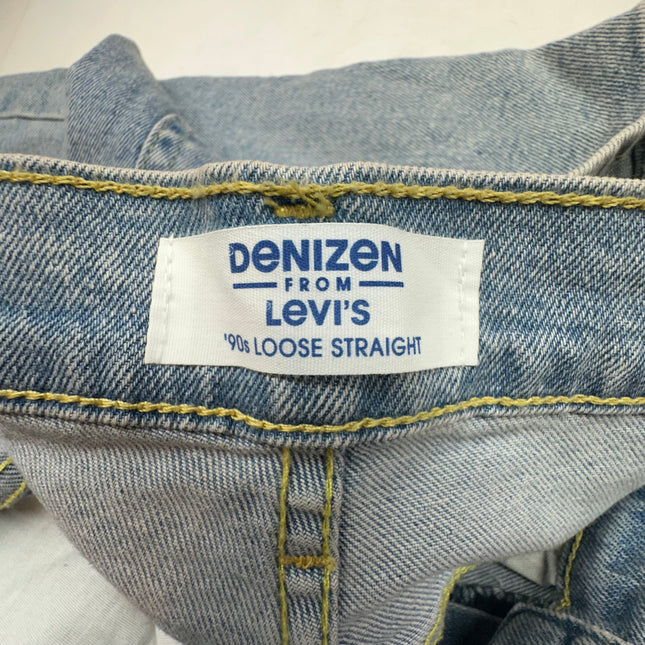 DENIZEN
FROM
LEVI'S
'90s LOOSE STRAIGHT